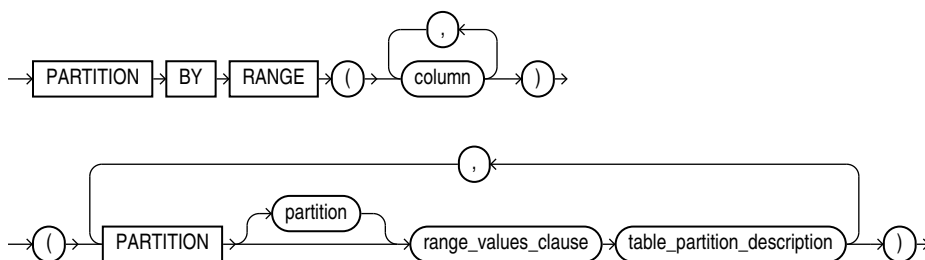 ,
PARTITION BY RANGE ( column )
,
partition
( PARTITION range_values_clause table_partition_description )